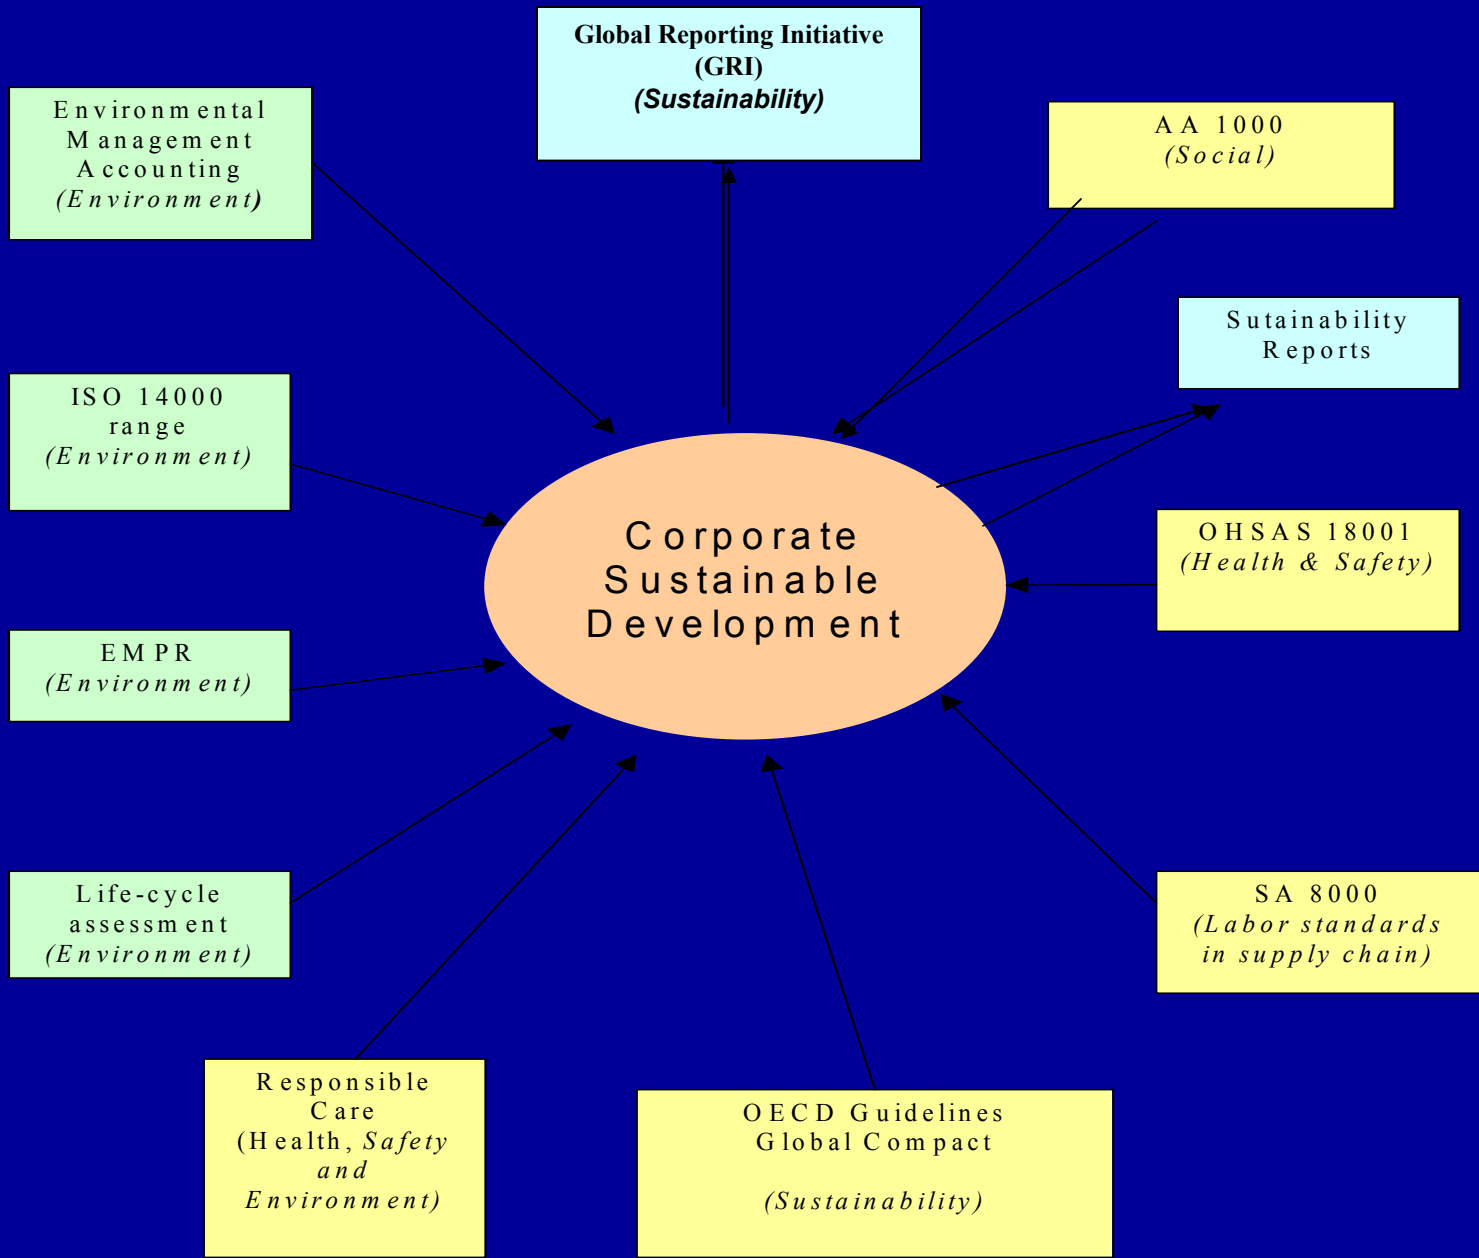 Global Reporting Initiative
(GRI)
(Sustainability)
Environmental
Management
Accounting
(Environment)
AA 1000
(Social)
Sutainability
Reports
ISO 14000
range
(Environment)
Corporate
Sustainable
Development
OHSAS 18001
(Health & Safety)
EMPR
(Environment)
Life-cycle
assessment
(Environment)
SA 8000
(Labor standards
in supply chain)
Responsible
Care
(Health, Safety
and
Environment)
OECD Guidelines
Global Compact
(Sustainability)